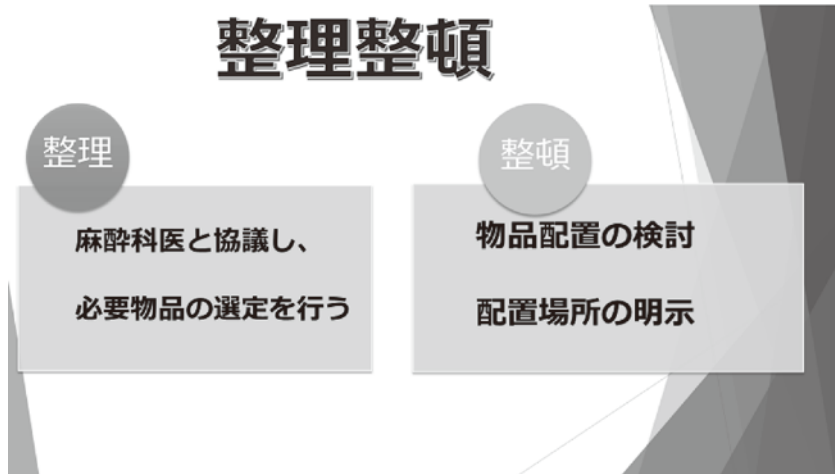 整理整頓
整理
麻酔科医と協議し、
必要物品の選定を行う
整頓
物品配置の検討
配置場所の明示